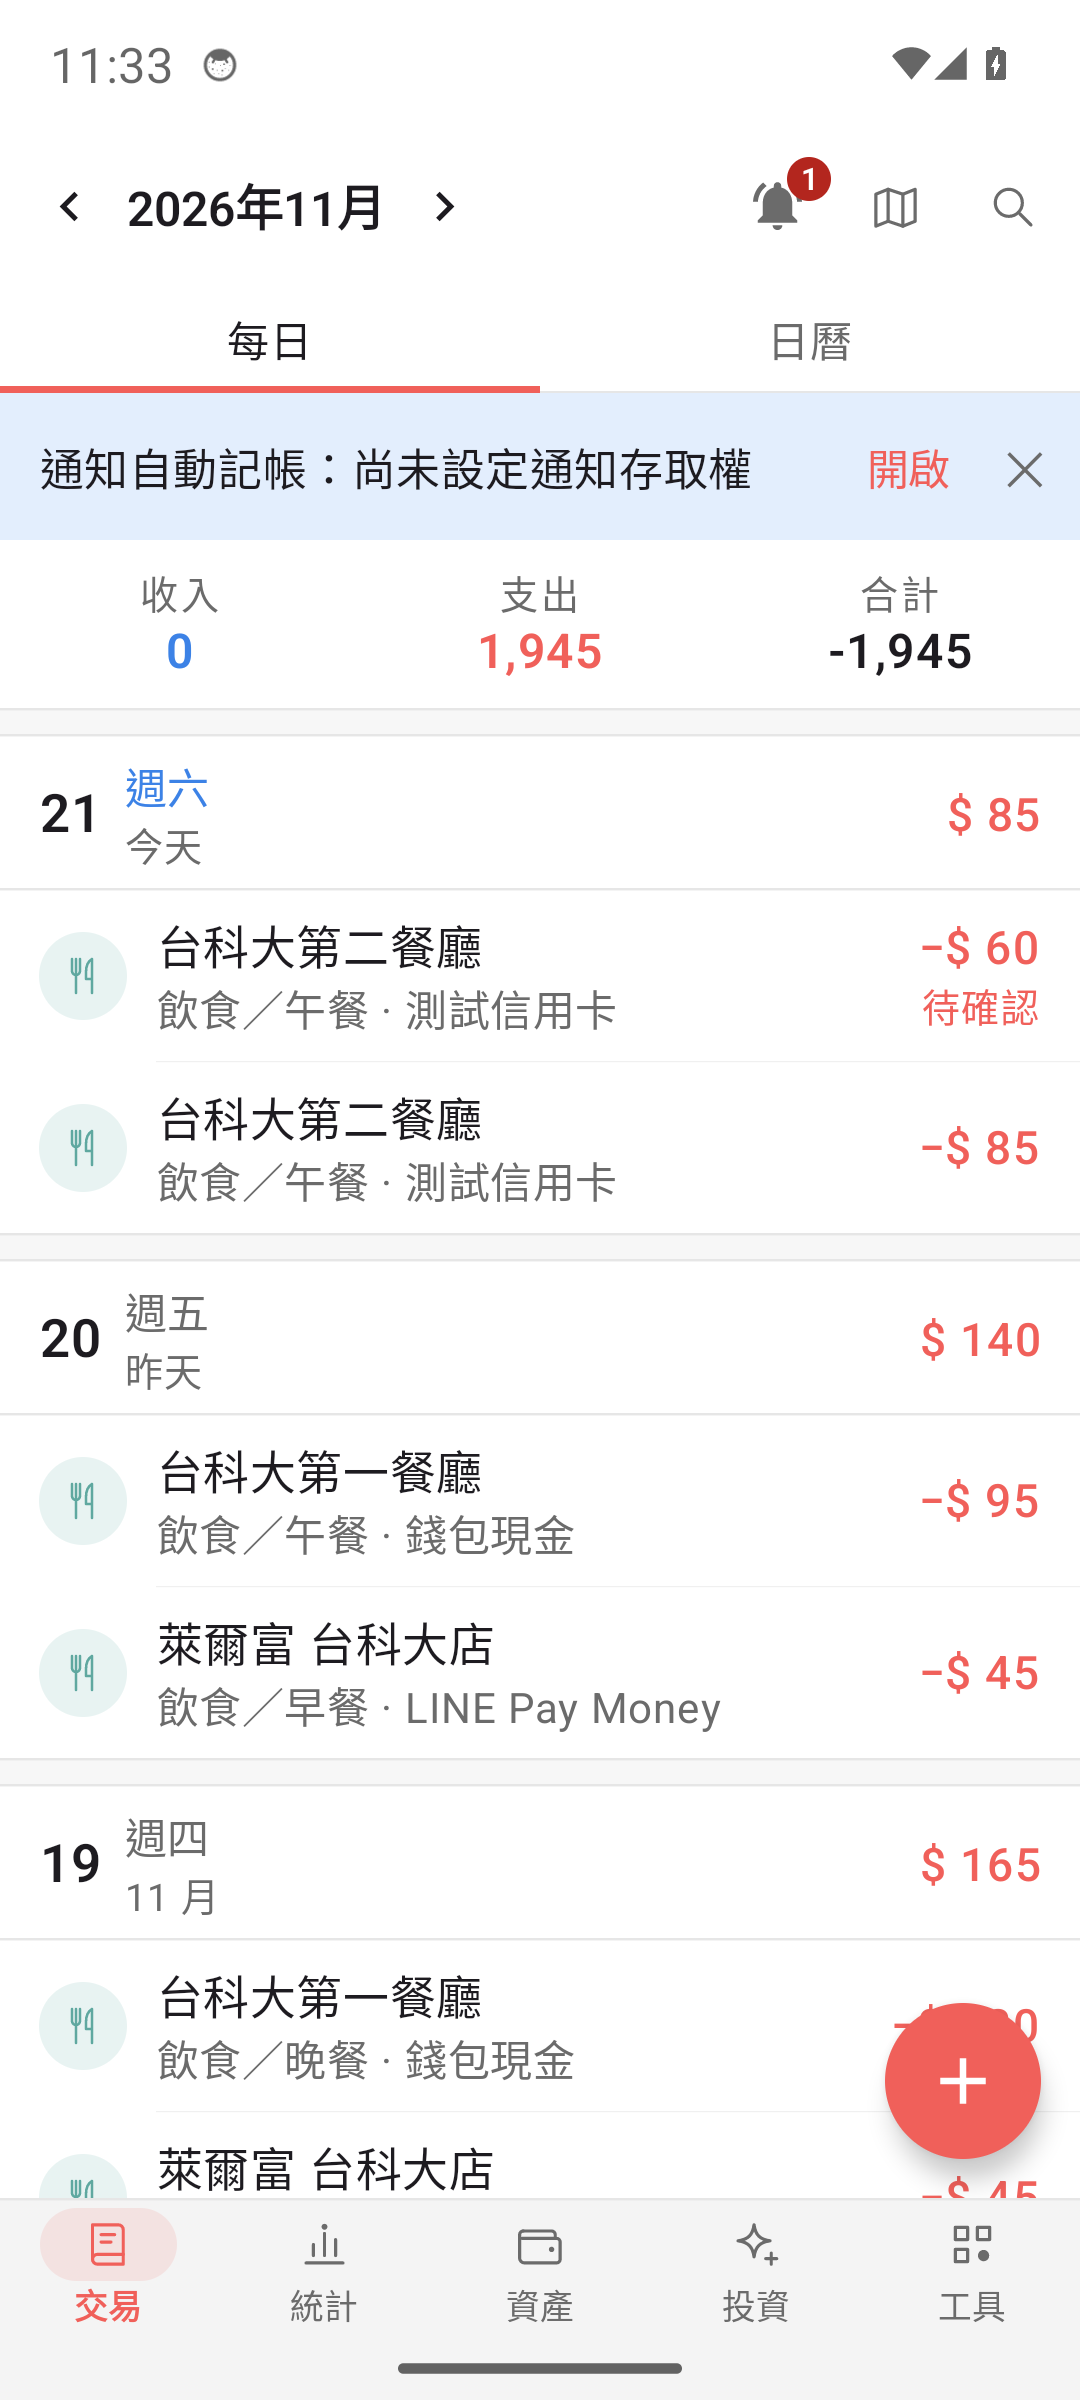 11:33
2026年11月
1
每日
日曆
通知自動記帳：尚未設定通知存取權
開啟
收入
支出
合計
0
1,945
-1,945
21
週六
今天
$ 85
台科大第二餐廳
飲食／午餐 · 測試信用卡
−$ 60
待確認
台科大第二餐廳
飲食／午餐 · 測試信用卡
−$ 85
20
週五
昨天
$ 140
台科大第一餐廳
飲食／午餐 · 錢包現金
−$ 95
萊爾富 台科大店
飲食／早餐 · LINE Pay Money
−$ 45
19
週四
11 月
$ 165
台科大第一餐廳
飲食／晚餐 · 錢包現金
萊爾富 台科大店
−$ 45
交易
統計
資產
投資
工具